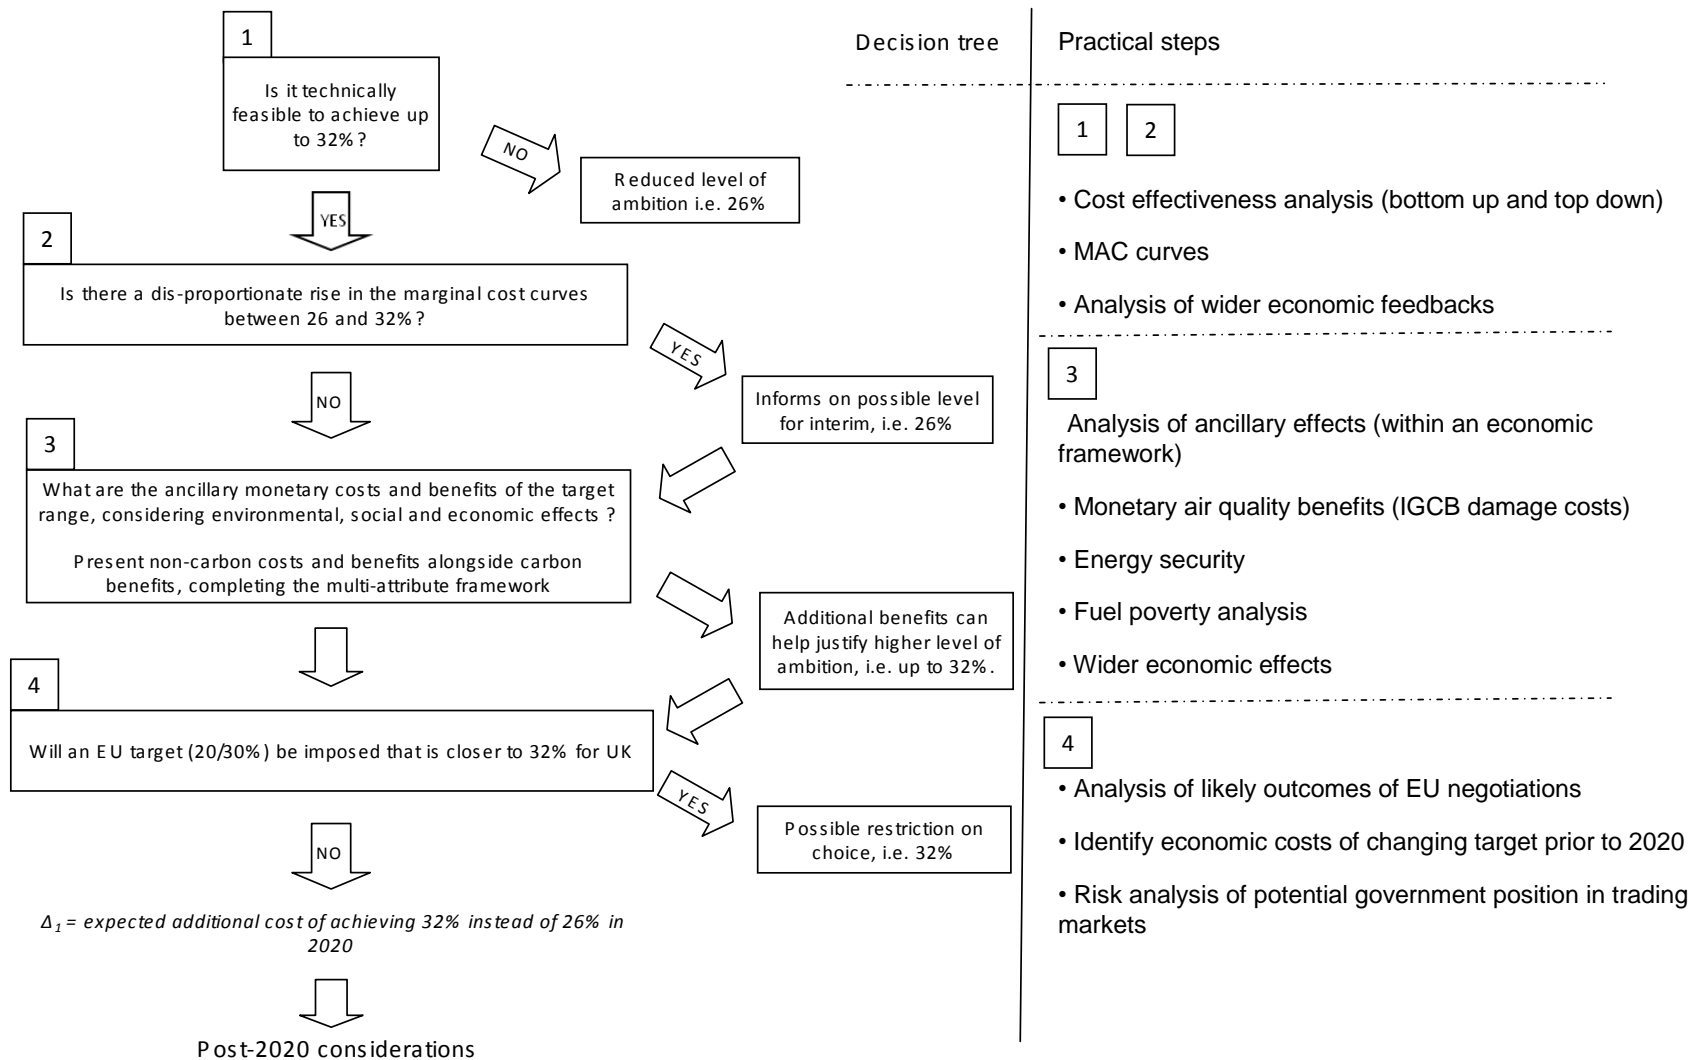 1
Is it technically
feasible to achieve up
to 32% ?
NO
Reduced level of
ambition i.e. 26%
YES
2
Is there a dis-proportionate rise in the marginal cost curves
between 26 and 32% ?
YES
Informs on possible level
for interim, i.e. 26%
NO
3
What are the ancillary monetary costs and benefits of the target
range, considering environmental, social and economic effects ?
Present non-carbon costs and benefits alongside carbon
benefits, completing the multi-attribute framework
Additional benefits can
help justify higher level of
ambition, i.e. up to 32%.
4
Will an EU target (20/30%) be imposed that is closer to 32% for UK
YES
Possible restriction on
choice, i.e. 32%
NO
Δ1 = expected additional cost of achieving 32% instead of 26% in
2020
Post-2020 considerations
Decision tree
Practical steps
1 2
• Cost effectiveness analysis (bottom up and top down)
• MAC curves
• Analysis of wider economic feedbacks
3
Analysis of ancillary effects (within an economic
framework)
• Monetary air quality benefits (IGCB damage costs)
• Energy security
• Fuel poverty analysis
• Wider economic effects
4
• Analysis of likely outcomes of EU negotiations
• Identify economic costs of changing target prior to 2020
• Risk analysis of potential government position in trading
markets